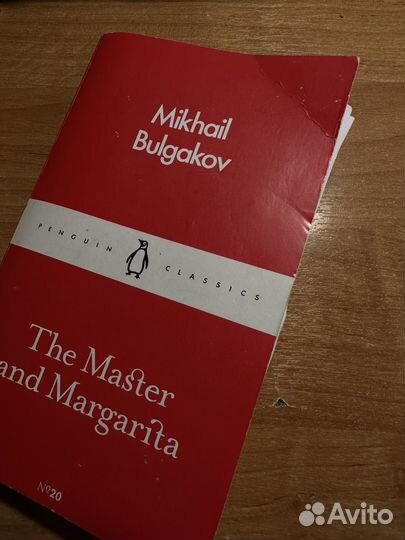 Mikhail
Bulgakov
PENGUIN CLASSICS
The Master
and Margarita
Nº20
Avito